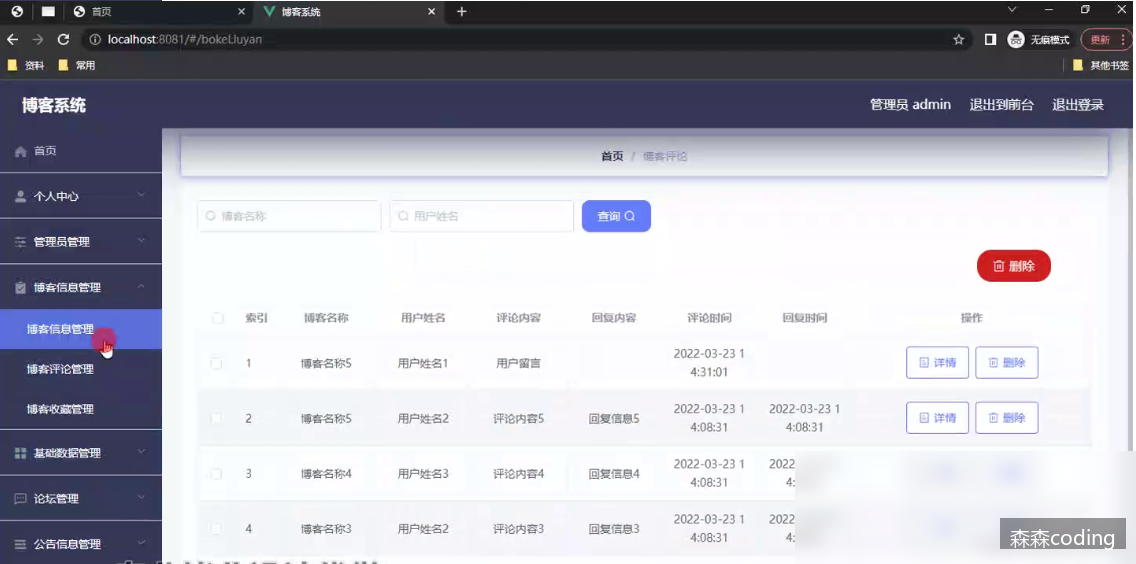 首页
博客系统
localhost:8081/#/bokeLiuyan
无痕模式
更新
资料
常用
其他书签
博客系统
管理员 admin
退出到前台
退出登录
首页
个人中心
管理员管理
博客信息管理
博客信息管理
博客评论管理
博客收藏管理
基础数据管理
论坛管理
公告信息管理
首页 / 博客评论
博客名称
用户姓名
查询
删除
索引 博客名称 用户姓名 评论内容 回复内容 评论时间 回复时间 操作
1 博客名称5 用户姓名1 用户留言 2022-03-23 1
4:31:01
详情 删除
2 博客名称5 用户姓名2 评论内容5 回复信息5 2022-03-23 1 2022-03-23 1
4:08:31 4:08:31
详情 删除
3 博客名称4 用户姓名3 评论内容4 回复信息4 2022-03-23 1 2022
4:08:31 4:
4 博客名称3 用户姓名2 评论内容3 回复信息3 2022-03-23 1 2022
4:08:31 4:
森森coding